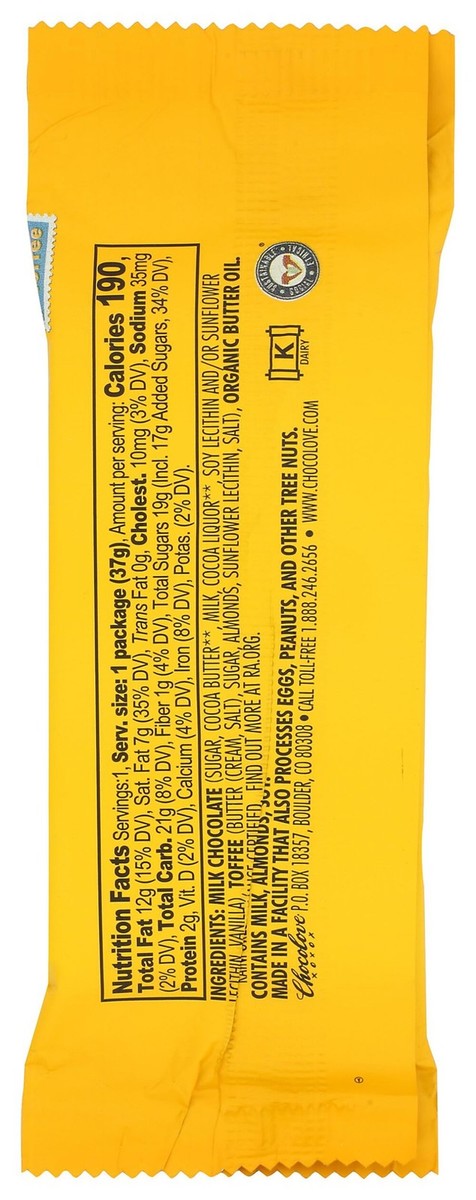 Nutrition Facts Servings:1, Serv. size: 1 package (37g), Amount per serving: Calories 190,
Total Fat 12g (15% DV), Sat. Fat 7g (35% DV), Trans Fat 0g, Cholest. 10mg (3% DV), Sodium 35mg
(2% DV), Total Carb. 21g (8% DV), Fiber 1g (4% DV), Total Sugars 19g (Incl. 17g Added Sugars, 34% DV),
Protein 2g, Vit. D (2% DV), Calcium (4% DV), Iron (8% DV), Potas. (2% DV).
INGREDIENTS: MILK CHOCOLATE (SUGAR, COCOA BUTTER**, MILK, COCOA LIQUOR**, SOY LECITHIN AND/OR SUNFLOWER
LECITHIN, VANILLA), TOFFEE (BUTTER (CREAM, SALT), SUGAR, ALMONDS, SUNFLOWER LECITHIN, SALT), ORGANIC BUTTER OIL.
CERTIFIED. FIND OUT MORE AT RA.ORG.
CONTAINS MILK, ALMONDS, SOY.
MADE IN A FACILITY THAT ALSO PROCESSES EGGS, PEANUTS, AND OTHER TREE NUTS.
Chocolove P.O. BOX 18357, BOULDER, CO 80308 • CALL TOLL-FREE 1.888.246.2656 • WWW.CHOCOLOVE.COM
XOXOX
K
DAIRY
SOCIAL • ETHICAL
®